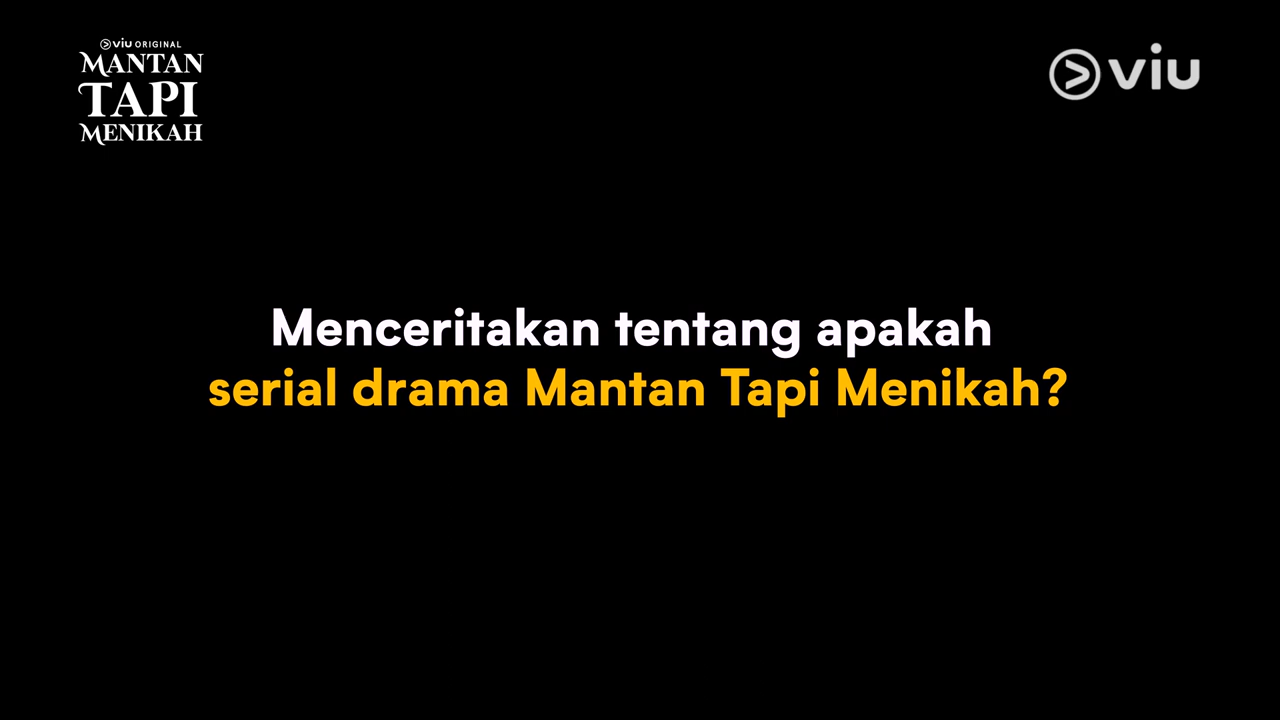 viu ORIGINAL
MANTAN
TAPI
MENIKAH
viu
Menceritakan tentang apakah
serial drama Mantan Tapi Menikah?